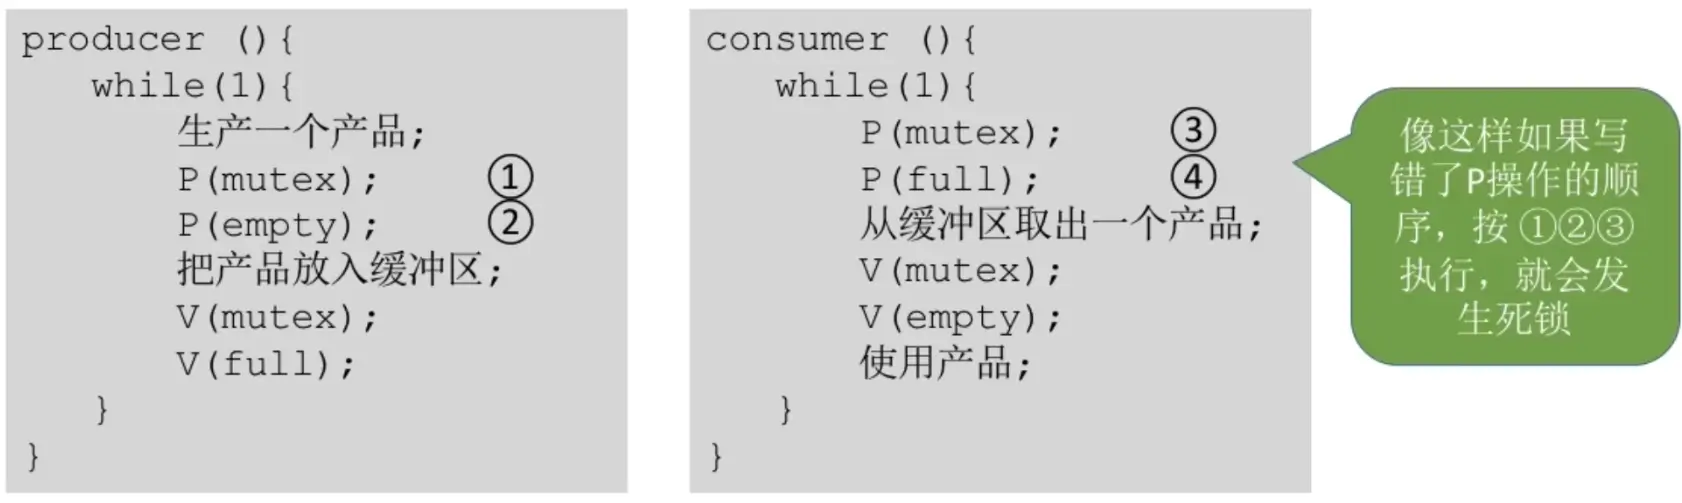 producer (){
while(1){
生产一个产品;
P(mutex); ①
P(empty); ②
把产品放入缓冲区;
V(mutex);
V(full);
}
}
consumer (){
while(1){
P(mutex); ③
P(full); ④
从缓冲区取出一个产品;
V(mutex);
V(empty);
使用产品;
}
}
像这样如果写
错了P操作的顺
序，按 ①②③
执行，就会发
生死锁